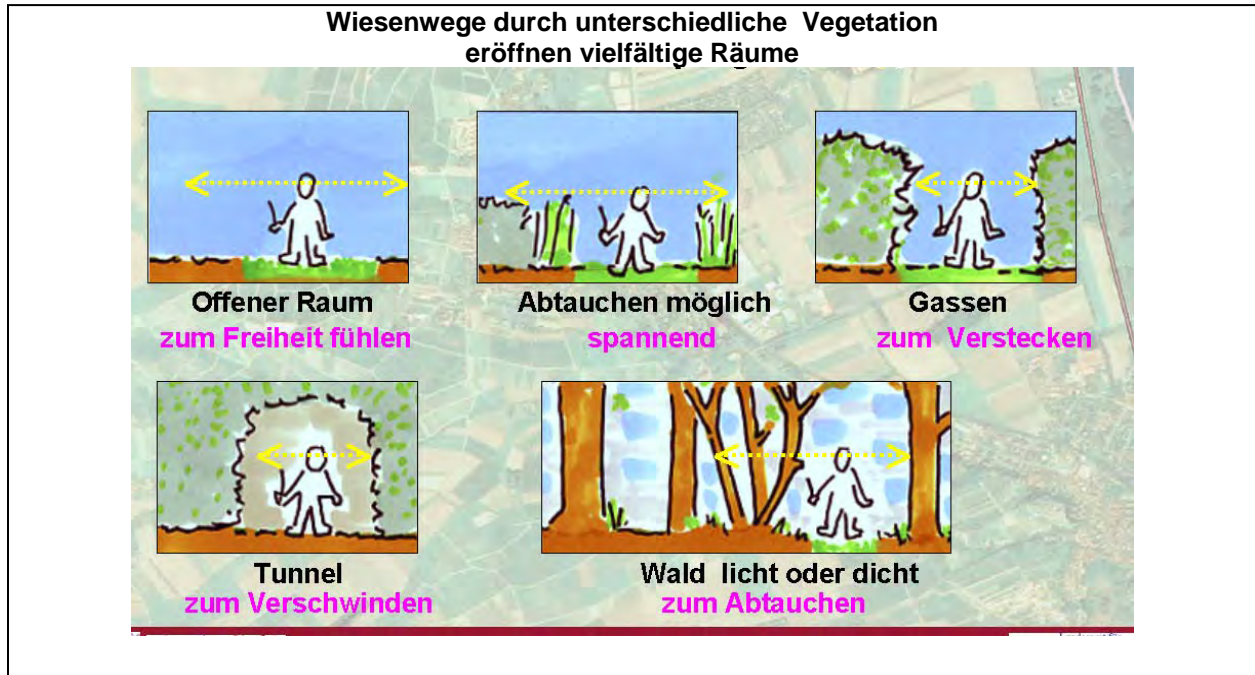 Wiesenwege durch unterschiedliche Vegetation
eröffnen vielfältige Räume
Offener Raum
zum Freiheit fühlen
Abtauchen möglich
spannend
Gassen
zum Verstecken
Tunnel
zum Verschwinden
Wald licht oder dicht
zum Abtauchen